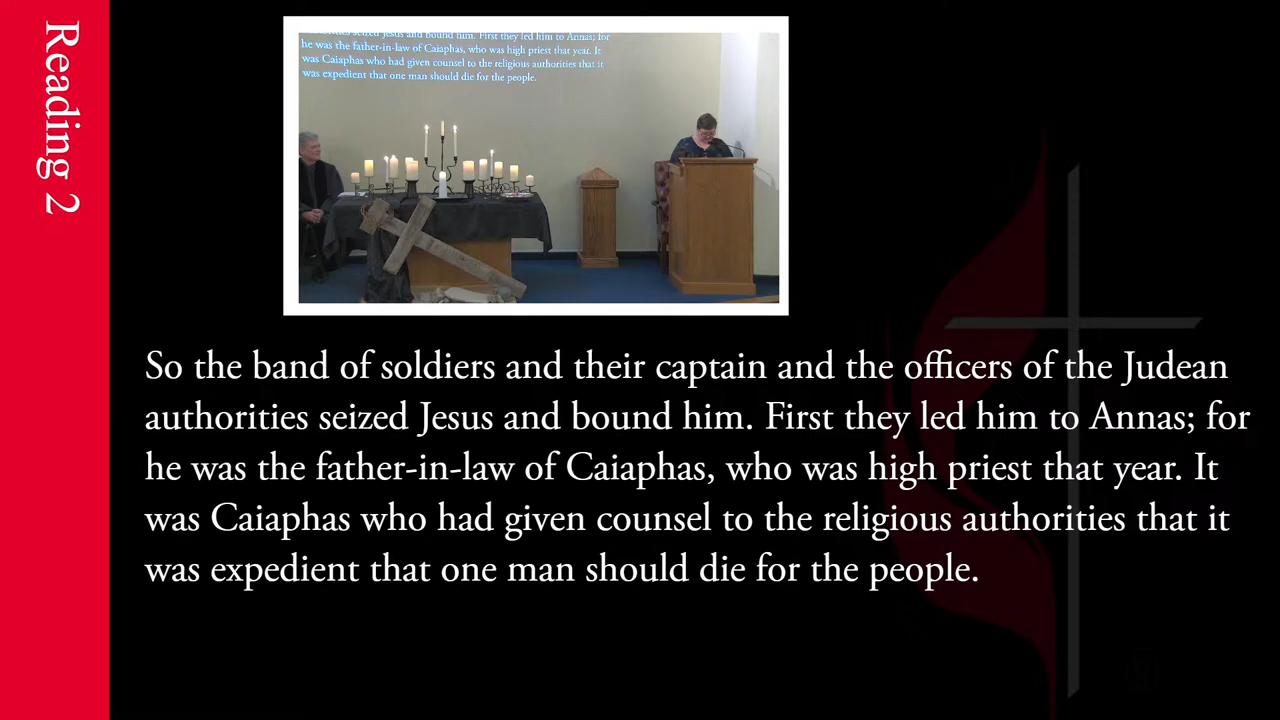 Reading 2
orities seized Jesus and bound him. First they led him to Annas; for
he was the father-in-law of Caiaphas, who was high priest that year. It
was Caiaphas who had given counsel to the religious authorities that it
was expedient that one man should die for the people.
So the band of soldiers and their captain and the officers of the Judean
authorities seized Jesus and bound him. First they led him to Annas; for
he was the father-in-law of Caiaphas, who was high priest that year. It
was Caiaphas who had given counsel to the religious authorities that it
was expedient that one man should die for the people.